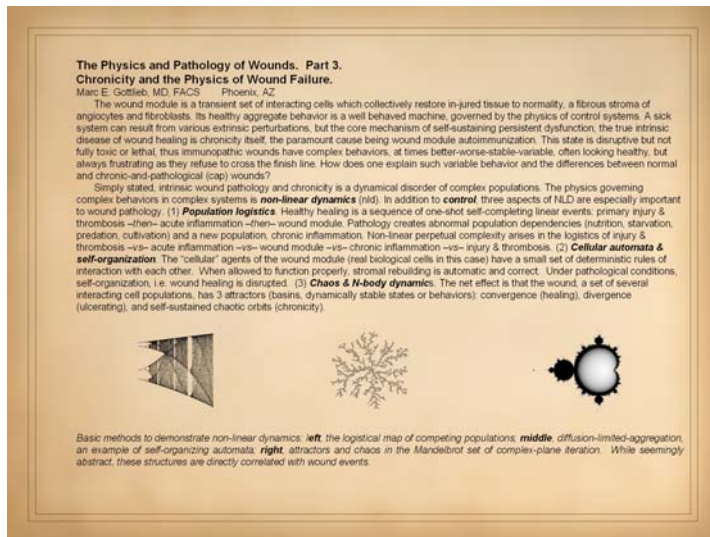 The Physics and Pathology of Wounds. Part 3.
Chronicity and the Physics of Wound Failure.
Marc E. Gottlieb, MD, FACS Phoenix, AZ
The wound module is a transient set of interacting cells which collectively restore in-jured tissue to normality, a fibrous stroma of
angiocytes and fibroblasts. Its healthy aggregate behavior is a well behaved machine, governed by the physics of control systems. A sick
system can result from various extrinsic perturbations, but the core mechanism of self-sustaining persistent dysfunction, the true intrinsic
disease of wound healing is chronicity itself, the paramount cause being wound module autoimmunization. This state is disruptive but not
fully toxic or lethal, thus immunopathic wounds have complex behaviors, at times better-worse-stable-variable, often looking healthy, but
always frustrating as they refuse to cross the finish line. How does one explain such variable behavior and the differences between normal
and chronic-and-pathological (cap) wounds?
Simply stated, intrinsic wound pathology and chronicity is a dynamical disorder of complex populations. The physics governing
complex behaviors in complex systems is non-linear dynamics (nld). In addition to control, three aspects of NLD are especially important
to wound pathology. (1) Population logistics. Healthy healing is a sequence of one-shot self-completing linear events: primary injury &
thrombosis –then– acute inflammation –then– wound module. Pathology creates abnormal population dependencies (nutrition, starvation,
predation, cultivation) and a new population, chronic inflammation. Non-linear perpetual complexity arises in the logistics of injury &
thrombosis –vs– acute inflammation –vs– wound module –vs– chronic inflammation –vs– injury & thrombosis. (2) Cellular automata &
self-organization. The "cellular" agents of the wound module (real biological cells in this case) have a small set of deterministic rules of
interaction with each other. When allowed to function properly, stromal rebuilding is automatic and correct. Under pathological conditions,
self-organization, i.e. wound healing is disrupted. (3) Chaos & N-body dynamics. The net effect is that the wound, a set of several
interacting cell populations, has 3 attractors (basins, dynamically stable states or behaviors): convergence (healing), divergence
(ulcerating), and self-sustained chaotic orbits (chronicity).
Basic methods to demonstrate non-linear dynamics: left, the logistical map of competing populations; middle, diffusion-limited-aggregation,
an example of self-organizing automata; right, attractors and chaos in the Mandelbrot set of complex-plane iteration. While seemingly
abstract, these structures are directly correlated with wound events.